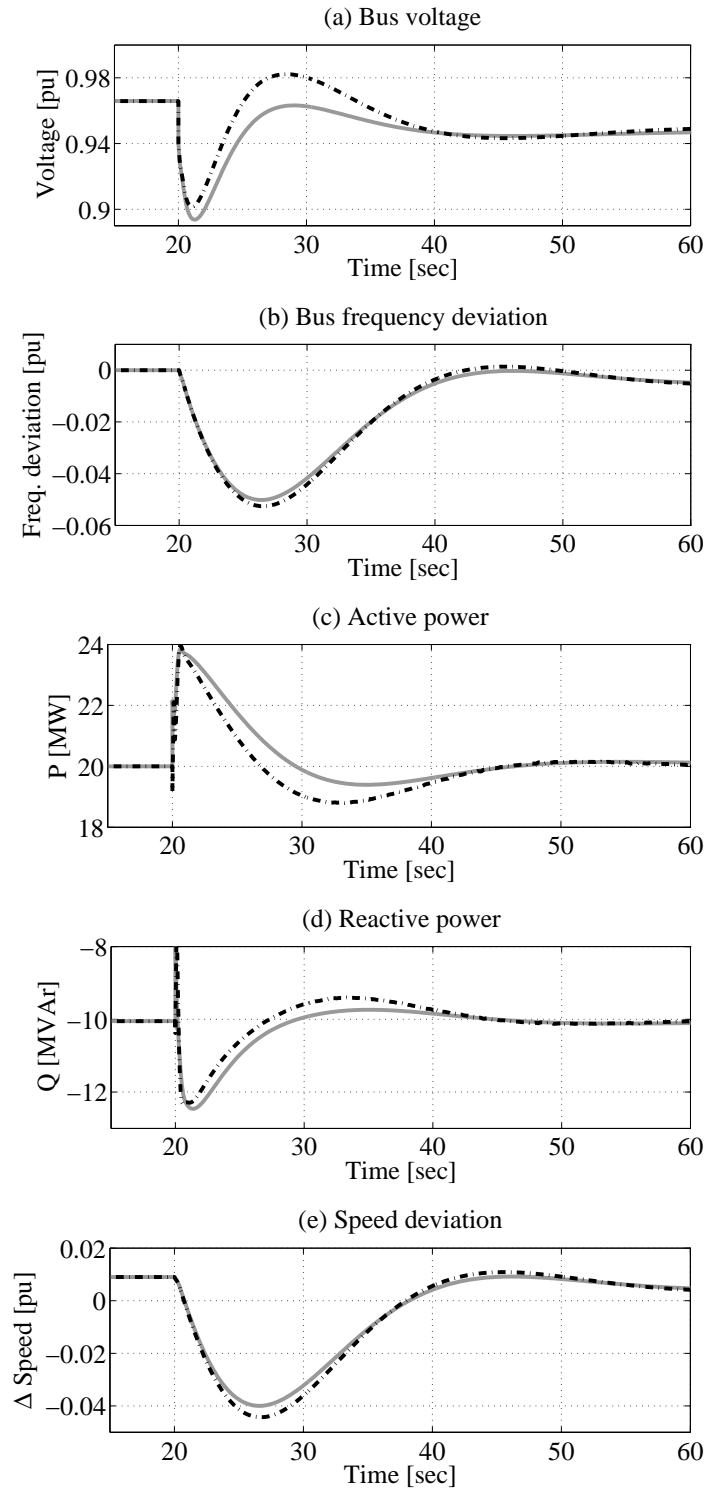 (a) Bus voltage
Voltage [pu]
0.98
0.94
0.9
20 30 40 50 60
Time [sec]
(b) Bus frequency deviation
Freq. deviation [pu]
0
−0.02
−0.04
−0.06
20 30 40 50 60
Time [sec]
(c) Active power
P [MW]
24
22
20
18
20 30 40 50 60
Time [sec]
(d) Reactive power
Q [MVAr]
−8
−10
−12
20 30 40 50 60
Time [sec]
(e) Speed deviation
Δ Speed [pu]
0.02
0
−0.02
−0.04
20 30 40 50 60
Time [sec]